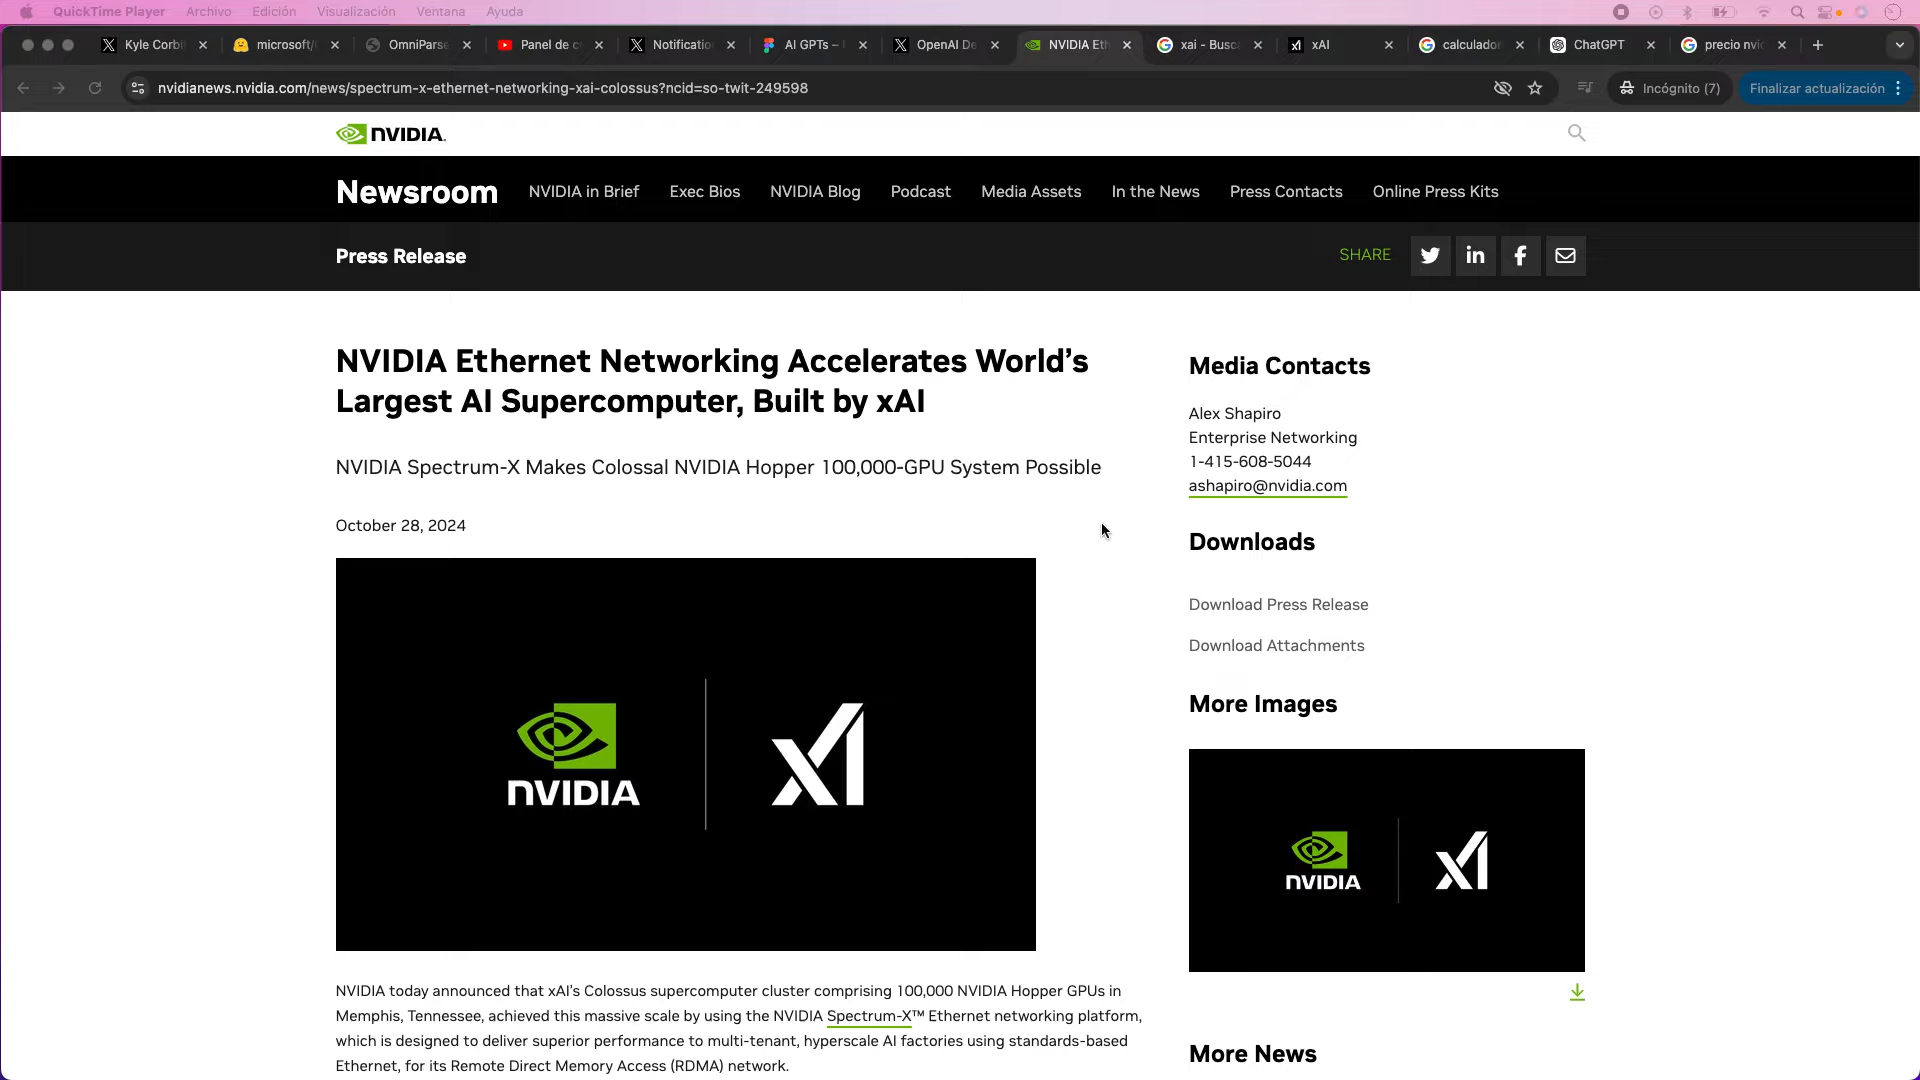 QuickTime Player Archivo Edición Visualización Ventana Ayuda
Kyle Corbi microsoft/ OmniParse Panel de c Notificatio AI GPTs – OpenAI De NVIDIA Eth xai - Busc xAI calculador ChatGPT precio nvi
nvidianews.nvidia.com/news/spectrum-x-ethernet-networking-xai-colossus?ncid=so-twit-249598
Incógnito (7) Finalizar actualización
NVIDIA.
Newsroom NVIDIA in Brief Exec Bios NVIDIA Blog Podcast Media Assets In the News Press Contacts Online Press Kits
Press Release SHARE
NVIDIA Ethernet Networking Accelerates World’s
Largest AI Supercomputer, Built by xAI
NVIDIA Spectrum-X Makes Colossal NVIDIA Hopper 100,000-GPU System Possible
October 28, 2024
NVIDIA xI
NVIDIA today announced that xAI’s Colossus supercomputer cluster comprising 100,000 NVIDIA Hopper GPUs in
Memphis, Tennessee, achieved this massive scale by using the NVIDIA Spectrum-X™ Ethernet networking platform,
which is designed to deliver superior performance to multi-tenant, hyperscale AI factories using standards-based
Ethernet, for its Remote Direct Memory Access (RDMA) network.
Media Contacts
Alex Shapiro
Enterprise Networking
1-415-608-5044
ashapiro@nvidia.com
Downloads
Download Press Release
Download Attachments
More Images
NVIDIA xI
More News